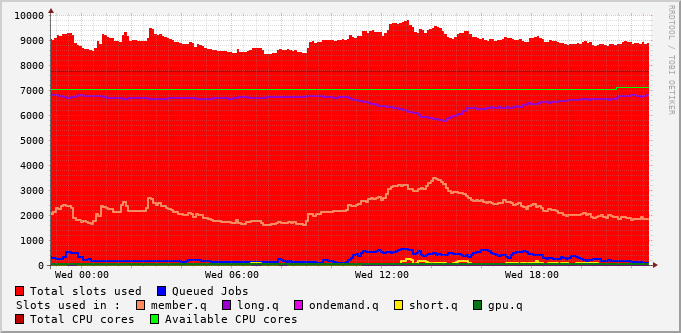 10000
9000
8000
7000
6000
5000
4000
3000
2000
1000
0
Wed 00:00 Wed 06:00 Wed 12:00 Wed 18:00
RRDTOOL / TOBI OETIKER
Total slots used Queued Jobs
Slots used in : member.q long.q ondemand.q short.q gpu.q
Total CPU cores Available CPU cores